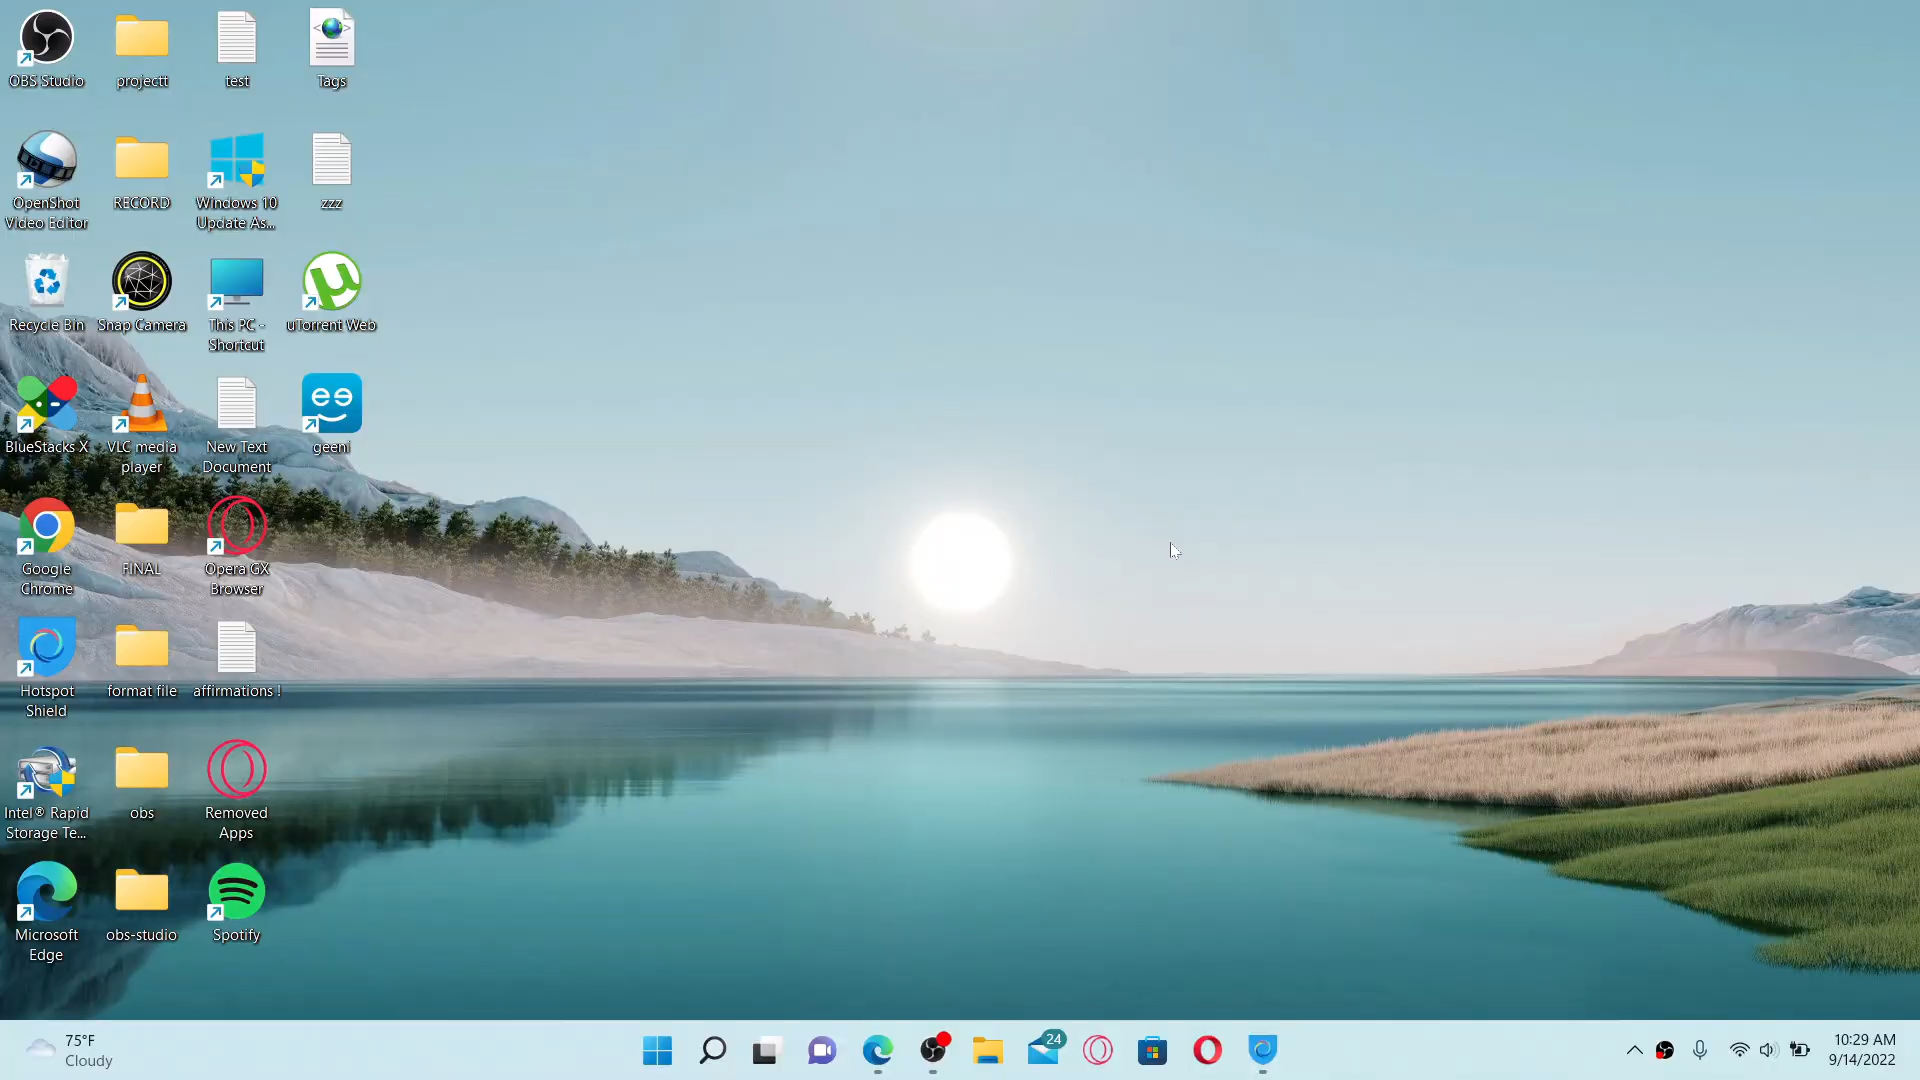 OBS Studio
projectt
test
Tags
OpenShot
Video Editor
RECORD
Windows 10
Update As...
zzz
Recycle Bin
Snap Camera
This PC -
Shortcut
uTorrent Web
BlueStacks X
VLC media
player
New Text
Document
geeni
Google
Chrome
FINAL
Opera GX
Browser
Hotspot
Shield
format file
affirmations !
Intel® Rapid
Storage Te...
obs
Removed
Apps
Microsoft
Edge
obs-studio
Spotify
75°F
Cloudy
24
10:29 AM
9/14/2022